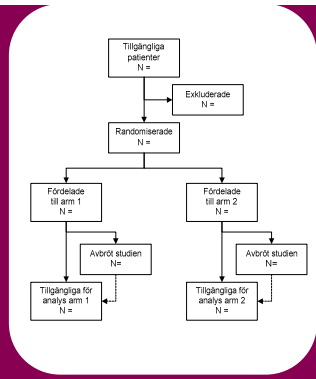 Tillgängliga
patienter
N =
Exkluderade
N =
Randomiserade
N =
Fördelade
till arm 1
N =
Fördelade
till arm 2
N =
Avbröt studien
N=
Avbröt studien
N=
Tillgängliga för
analys arm 1
N =
Tillgängliga för
analys arm 2
N =